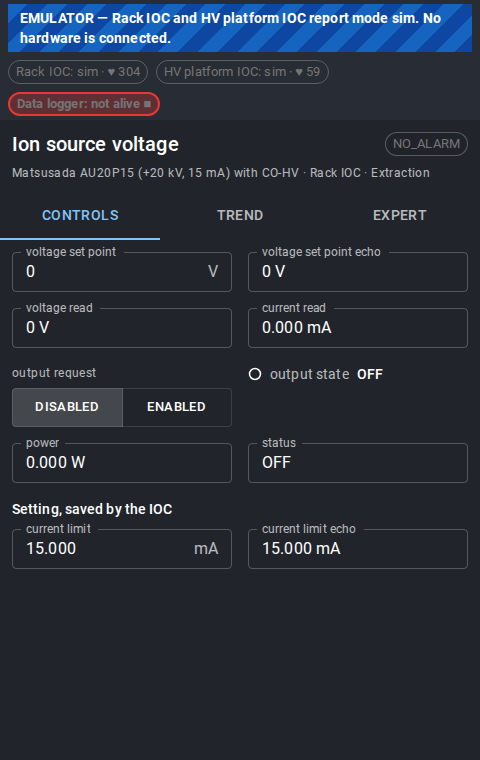 EMULATOR — Rack IOC and HV platform IOC report mode sim. No
hardware is connected.
Rack IOC: sim · ♥ 304
HV platform IOC: sim · ♥ 59
Data logger: not alive ■
Ion source voltage
NO_ALARM
Matsusada AU20P15 (+20 kV, 15 mA) with CO-HV · Rack IOC · Extraction
CONTROLS
TREND
EXPERT
voltage set point
0 V
voltage set point echo
0 V
voltage read
0 V
current read
0.000 mA
output request
output state OFF
DISABLED
ENABLED
power
0.000 W
status
OFF
Setting, saved by the IOC
current limit
15.000 mA
current limit echo
15.000 mA